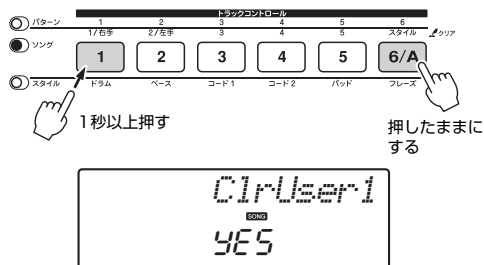 トラックコントロール
パターン 1 2 3 4 5 6
1/右手 2/左手 3 4 5 スタイル クリア
ソング
1 2 3 4 5 6/A
スタイル ドラム ベース コード1 コード2 パッド フレーズ
1秒以上押す
押したままに
する
ClrUser1
SONG
YES